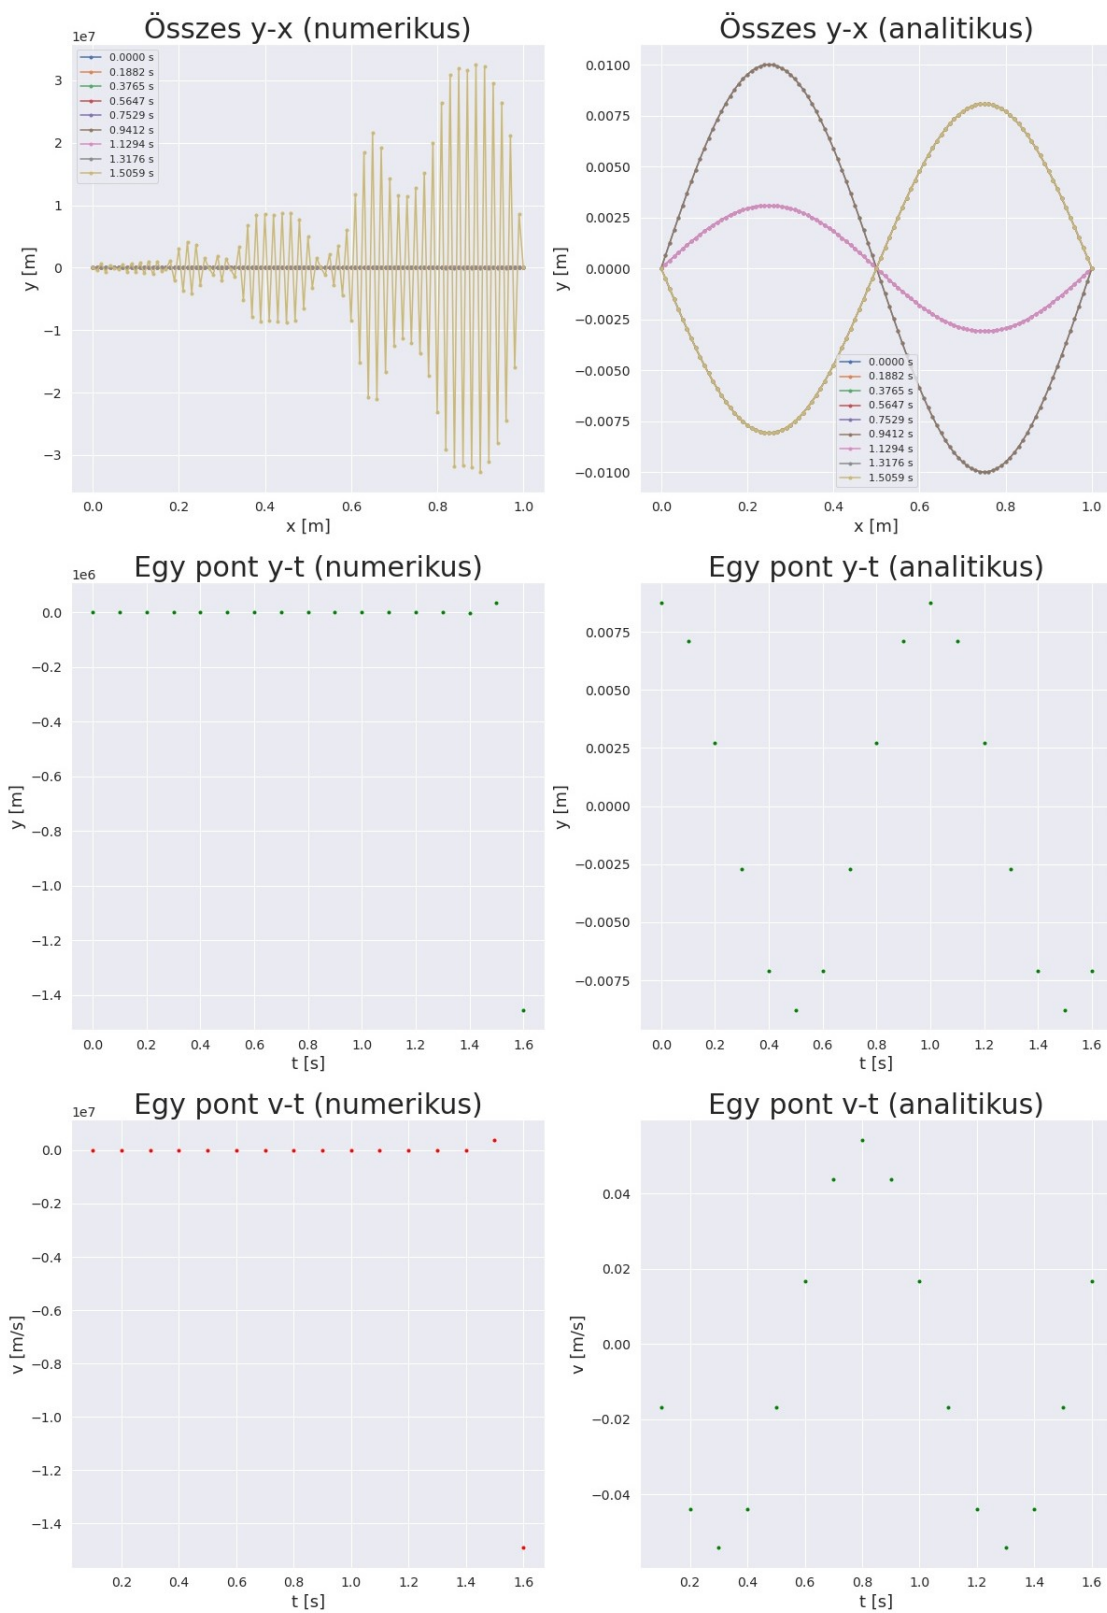 Összes y-x (numerikus)
1e7
3
2
1
0
−1
−2
−3
y [m]
0.0000 s
0.1882 s
0.3765 s
0.5647 s
0.7529 s
0.9412 s
1.1294 s
1.3176 s
1.5059 s
0.0 0.2 0.4 0.6 0.8 1.0
x [m]
Összes y-x (analitikus)
0.0100
0.0075
0.0050
0.0025
0.0000
−0.0025
−0.0050
−0.0075
−0.0100
y [m]
0.0000 s
0.1882 s
0.3765 s
0.5647 s
0.7529 s
0.9412 s
1.1294 s
1.3176 s
1.5059 s
0.0 0.2 0.4 0.6 0.8 1.0
x [m]
Egy pont y-t (numerikus)
1e6
0.0
−0.2
−0.4
−0.6
−0.8
−1.0
−1.2
−1.4
y [m]
0.0 0.2 0.4 0.6 0.8 1.0 1.2 1.4 1.6
t [s]
Egy pont y-t (analitikus)
0.0075
0.0050
0.0025
0.0000
−0.0025
−0.0050
−0.0075
y [m]
0.0 0.2 0.4 0.6 0.8 1.0 1.2 1.4 1.6
t [s]
Egy pont v-t (numerikus)
1e7
0.0
−0.2
−0.4
−0.6
−0.8
−1.0
−1.2
−1.4
v [m/s]
0.2 0.4 0.6 0.8 1.0 1.2 1.4 1.6
t [s]
Egy pont v-t (analitikus)
0.04
0.02
0.00
−0.02
−0.04
v [m/s]
0.2 0.4 0.6 0.8 1.0 1.2 1.4 1.6
t [s]